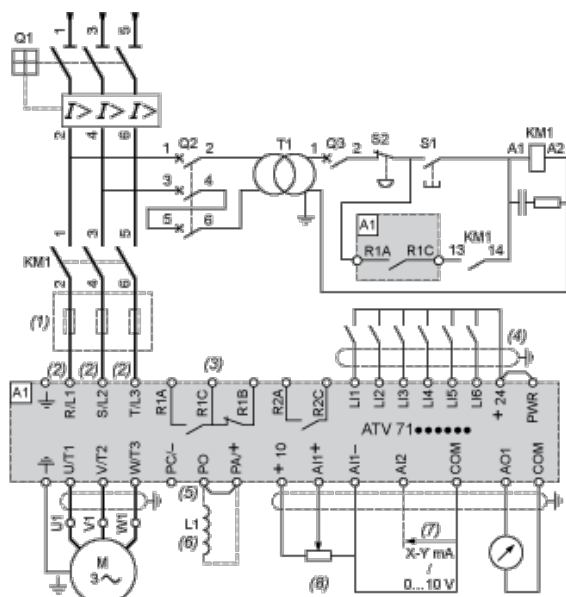 Q1
1 3 5
I> I> I>
2 4 6
1 Q2 2
3 4
5 6
T1
1 Q3 2
S2
S1
KM1
A1 A2
A1
R1A R1C
13 KM1 14
1 3 5
KM1
2 4 6
(1)
(2) (2) (2)
(3)
(4)
A1
R/L1
S/L2
T/L3
R1A
R1C
R1B
R2A
R2C
LI1
LI2
LI3
LI4
LI5
LI6
+ 24
PWR
ATV 71••••••
U/T1
V/T2
W/T3
PC/-
PO
PA/+
+ 10
AI1+
AI1-
AI2
COM
AO1
COM
U1
V1
W1
(5)
L1
(6)
M
3 ~
(7)
X-Y mA
/
0...10 V
(8)